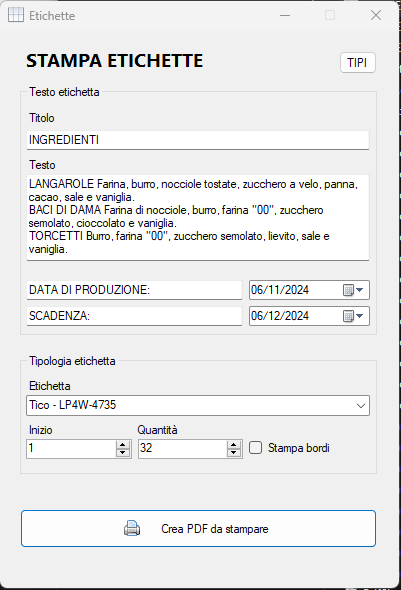 Etichette
STAMPA ETICHETTE
TIPI
Testo etichetta
Titolo
INGREDIENTI
Testo
LANGAROLE Farina, burro, nocciole tostate, zucchero a velo, panna,
cacao, sale e vaniglia.
BACI DI DAMA Farina di nocciole, burro, farina "00", zucchero
semolato, cioccolato e vaniglia.
TORCETTI Burro, farina "00", zucchero semolato, lievito, sale e
vaniglia.
DATA DI PRODUZIONE: 06/11/2024
SCADENZA: 06/12/2024
Tipologia etichetta
Etichetta
Tico - LP4W-4735
Inizio Quantità
1 32 Stampa bordi
Crea PDF da stampare